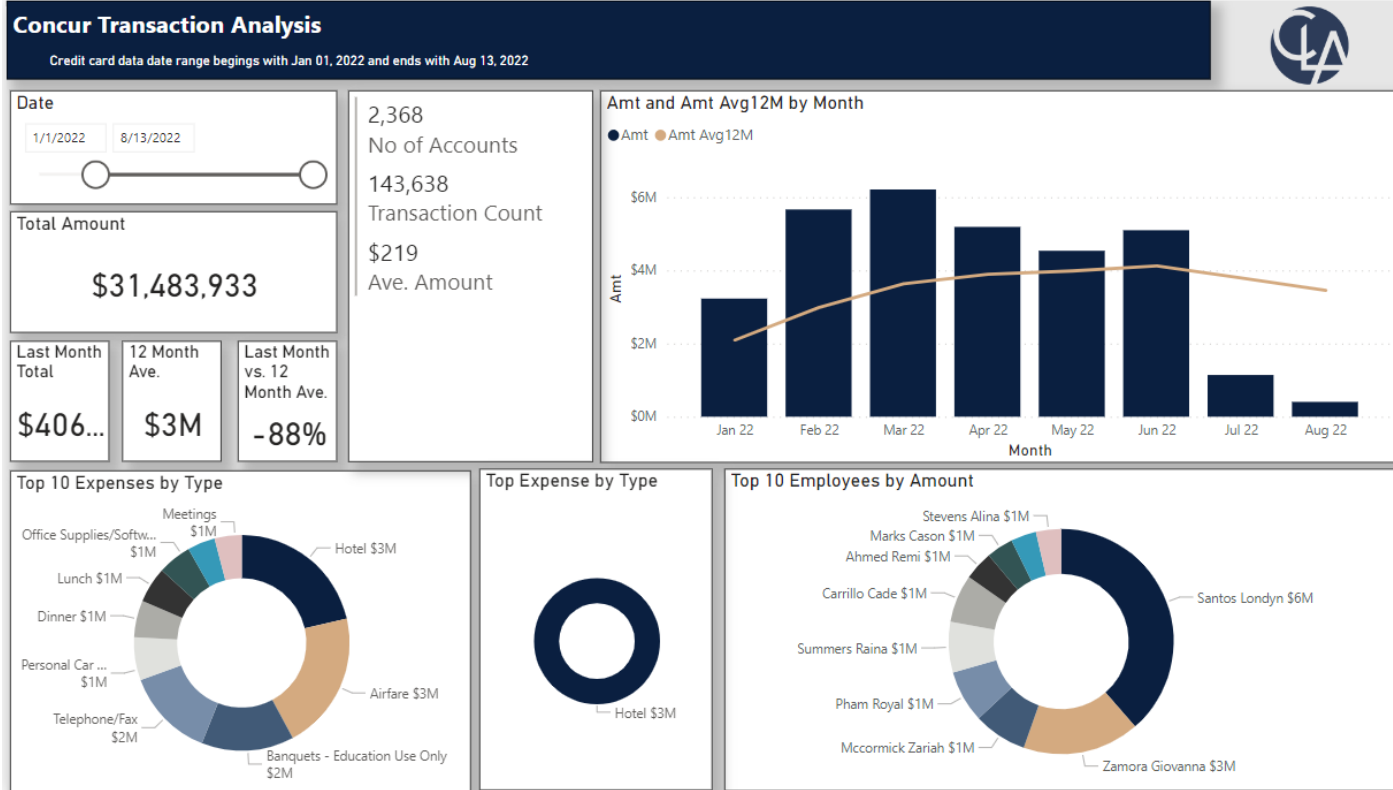 Concur Transaction Analysis
Credit card data date range begings with Jan 01, 2022 and ends with Aug 13, 2022
CLA
Date
1/1/2022
8/13/2022
Total Amount
$31,483,933
Last Month
Total
$406...
12 Month
Ave.
$3M
Last Month
vs. 12
Month Ave.
-88%
2,368
No of Accounts
143,638
Transaction Count
$219
Ave. Amount
Amt and Amt Avg12M by Month
Amt
Amt Avg12M
Amt
$6M
$4M
$2M
$0M
Jan 22
Feb 22
Mar 22
Apr 22
May 22
Jun 22
Jul 22
Aug 22
Month
Top 10 Expenses by Type
Meetings
$1M
Office Supplies/Softw...
$1M
Lunch $1M
Dinner $1M
Personal Car ...
$1M
Telephone/Fax
$2M
Hotel $3M
Airfare $3M
Banquets - Education Use Only
$2M
Top Expense by Type
Hotel $3M
Top 10 Employees by Amount
Stevens Alina $1M
Marks Cason $1M
Ahmed Remi $1M
Carrillo Cade $1M
Summers Raina $1M
Pham Royal $1M
Mccormick Zariah $1M
Santos Londyn $6M
Zamora Giovanna $3M